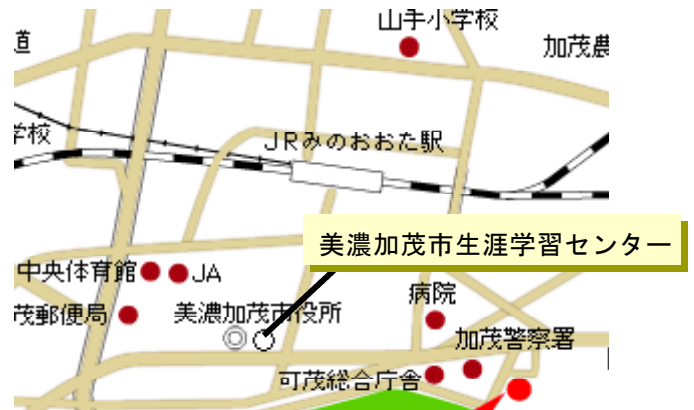 山手小学校
道
加茂農
学校
JRみのおおた駅
美濃加茂市生涯学習センター
中央体育館
JA
病院
茂郵便局
美濃加茂市役所
加茂警察署
可茂総合庁舎